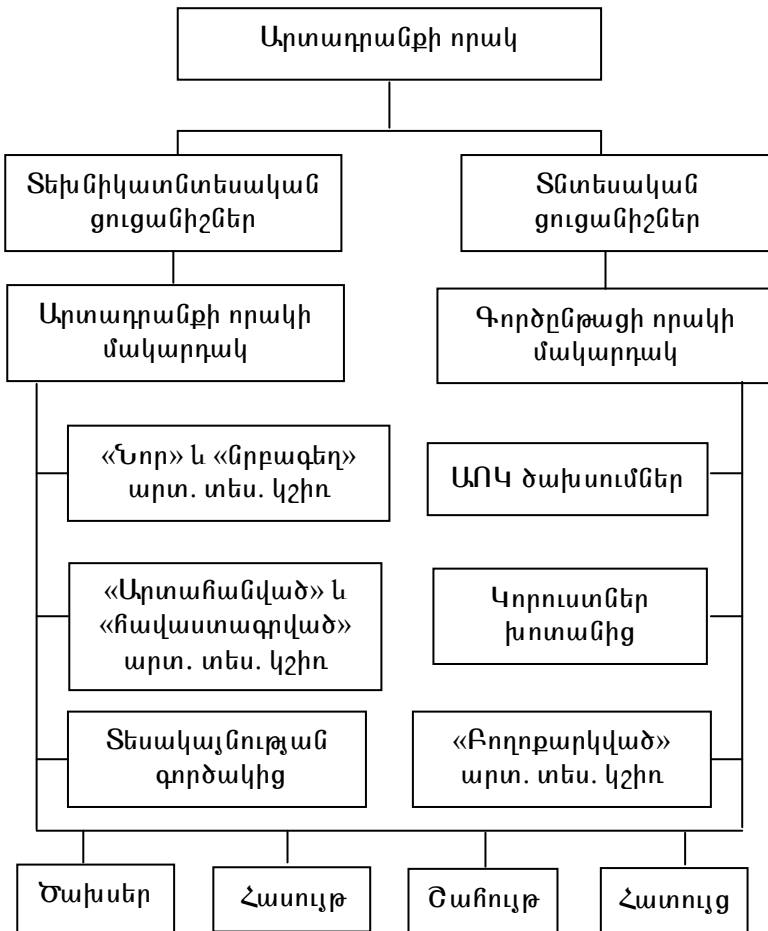 Արտադրանքի որակ
Տեխնիկատնտեսական
ցուցանիշներ
Տնտեսական
ցուցանիշներ
Արտադրանքի որակի
մակարդակ
Գործընթացի որակի
մակարդակ
«Նոր» և «նրբագեղ»
արտ. տես. կշիռ
ԱՈԿ ծախսումներ
«Արտահանված» և
«հավաստագրված»
արտ. տես. կշիռ
Կորուստներ
խոտանից
Տեսակայնության
գործակից
«Բողոքարկված»
արտ. տես. կշիռ
Ծախսեր
Հասույթ
Շահույթ
Հատույց